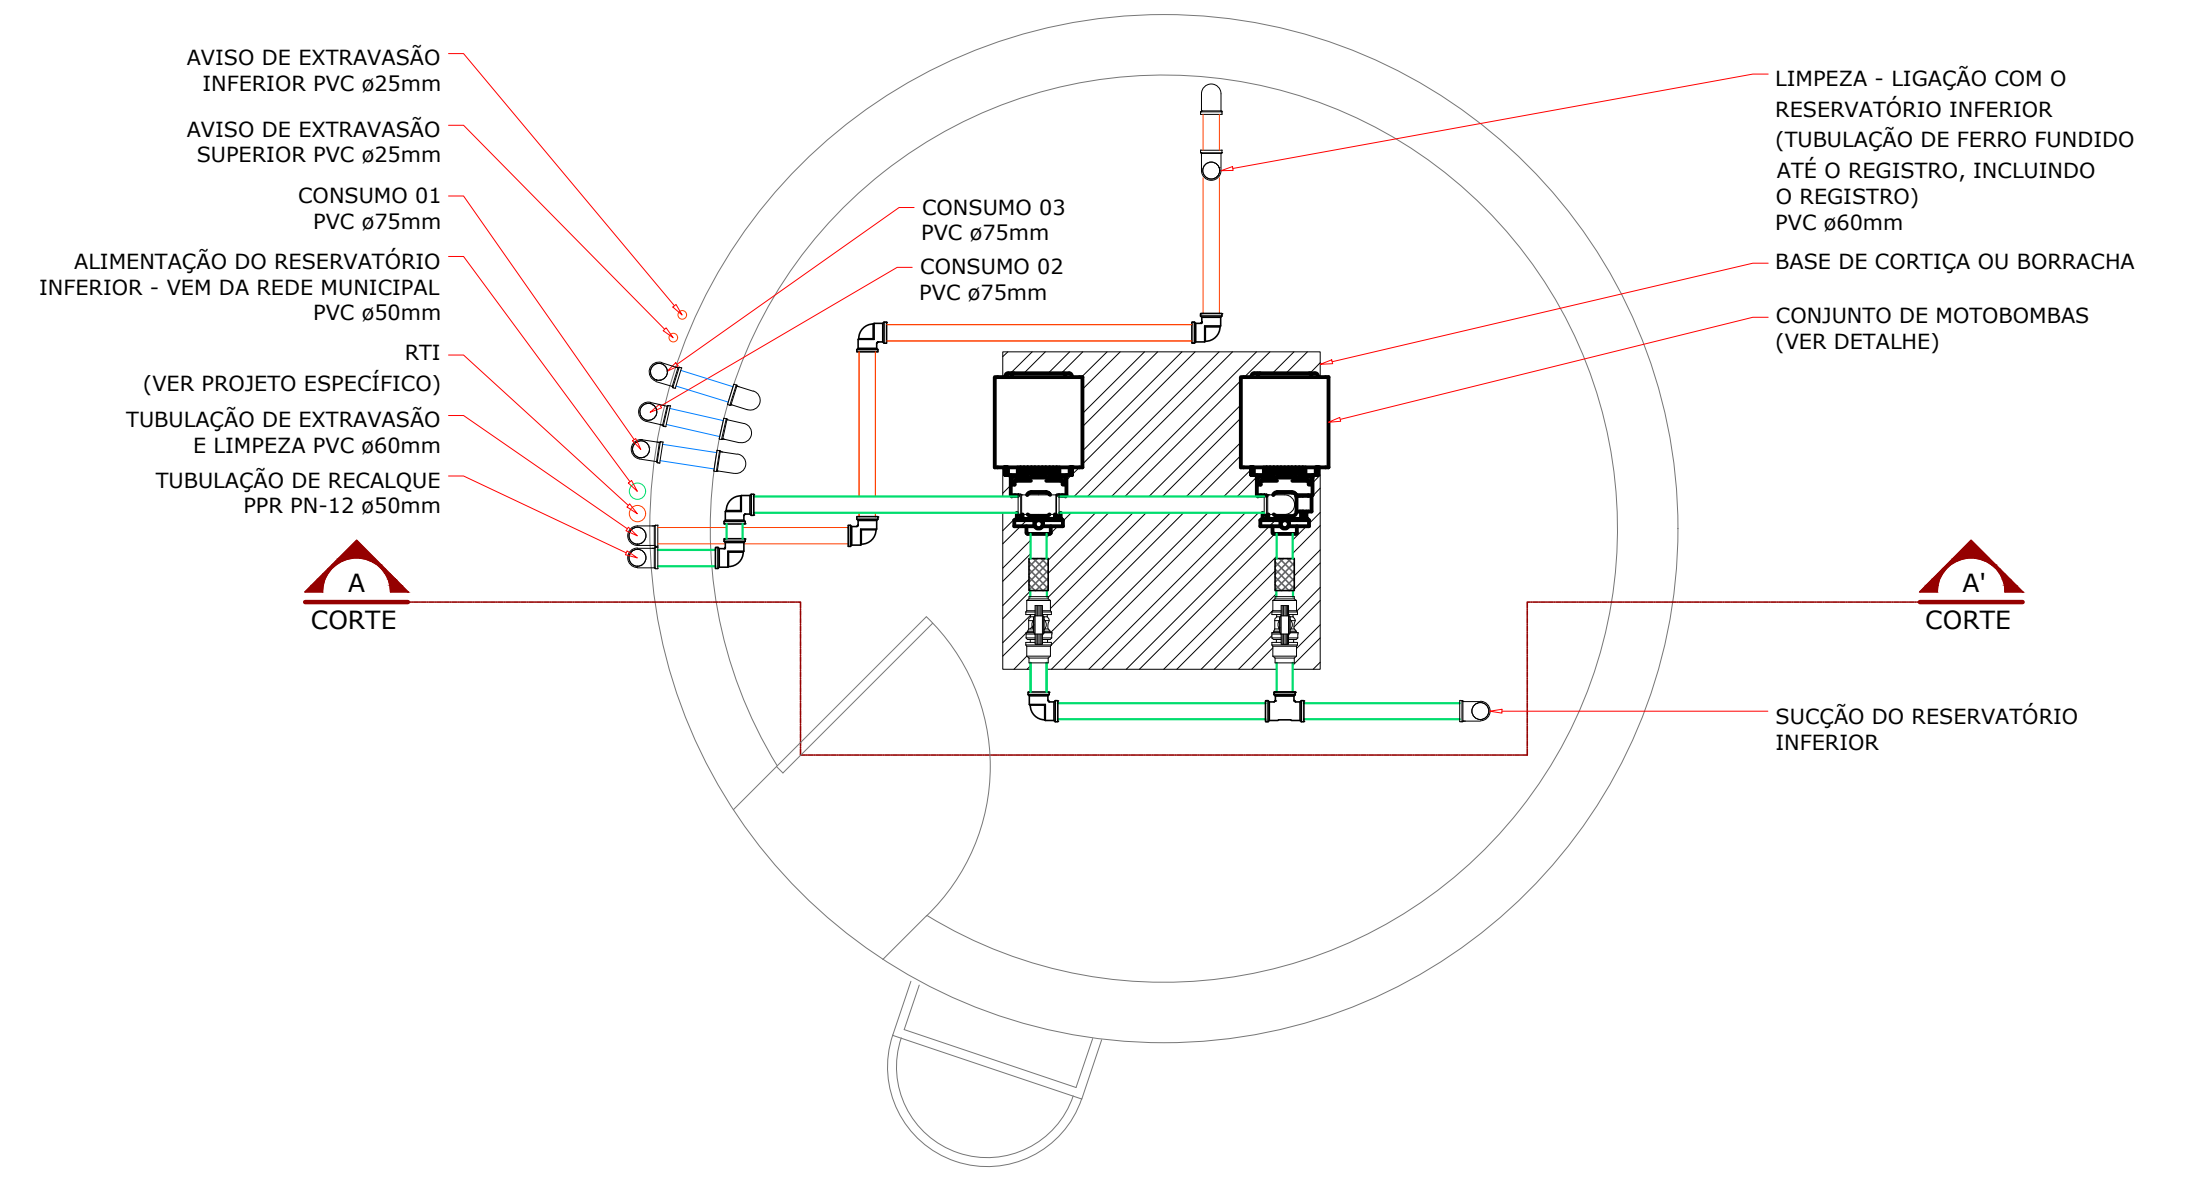 AVISO DE EXTRAVASÃO
INFERIOR PVC ø25mm
AVISO DE EXTRAVASÃO
SUPERIOR PVC ø25mm
CONSUMO 01
PVC ø75mm
ALIMENTAÇÃO DO RESERVATÓRIO
INFERIOR - VEM DA REDE MUNICIPAL
PVC ø50mm
RTI
(VER PROJETO ESPECÍFICO)
TUBULAÇÃO DE EXTRAVASÃO
E LIMPEZA PVC ø60mm
TUBULAÇÃO DE RECALQUE
PPR PN-12 ø50mm
CONSUMO 03
PVC ø75mm
CONSUMO 02
PVC ø75mm
LIMPEZA - LIGAÇÃO COM O
RESERVATÓRIO INFERIOR
(TUBULAÇÃO DE FERRO FUNDIDO
ATÉ O REGISTRO, INCLUINDO
O REGISTRO)
PVC ø60mm
BASE DE CORTIÇA OU BORRACHA
CONJUNTO DE MOTOBOMBAS
(VER DETALHE)
A
CORTE
A'
CORTE
SUCÇÃO DO RESERVATÓRIO
INFERIOR